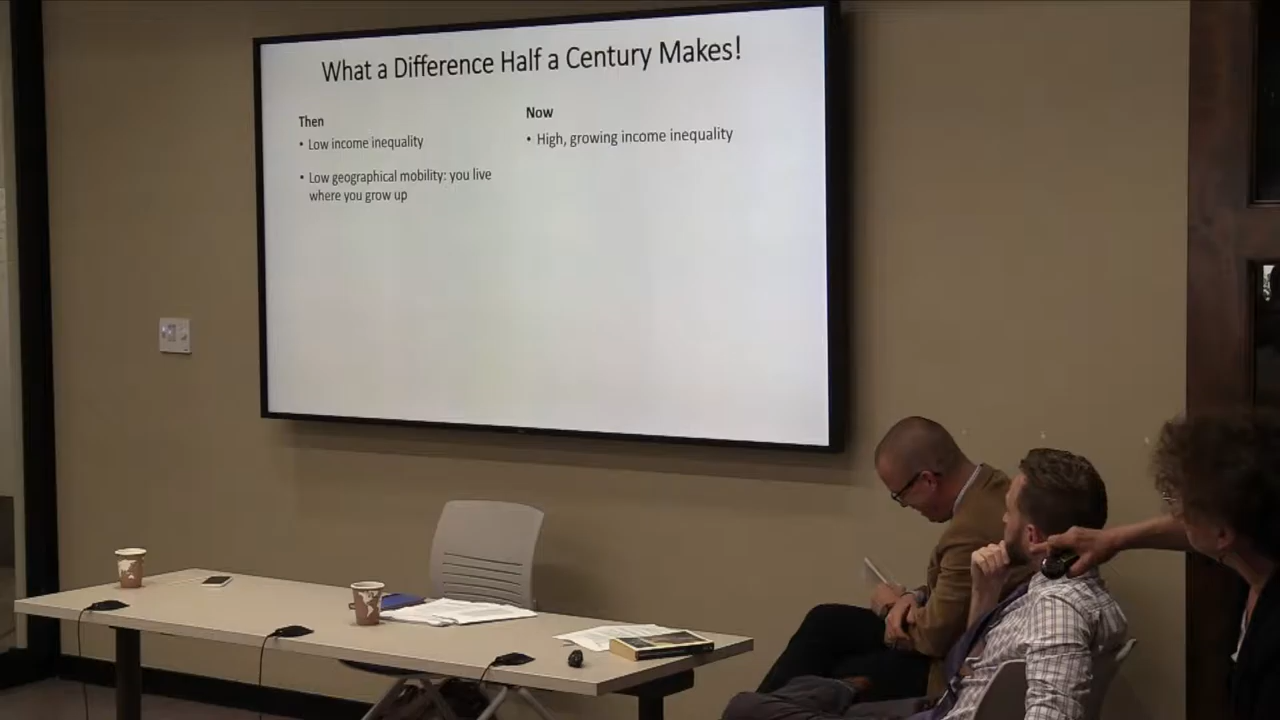 What a Difference Half a Century Makes!
Then
• Low income inequality
• Low geographical mobility: you live
where you grow up
Now
• High, growing income inequality